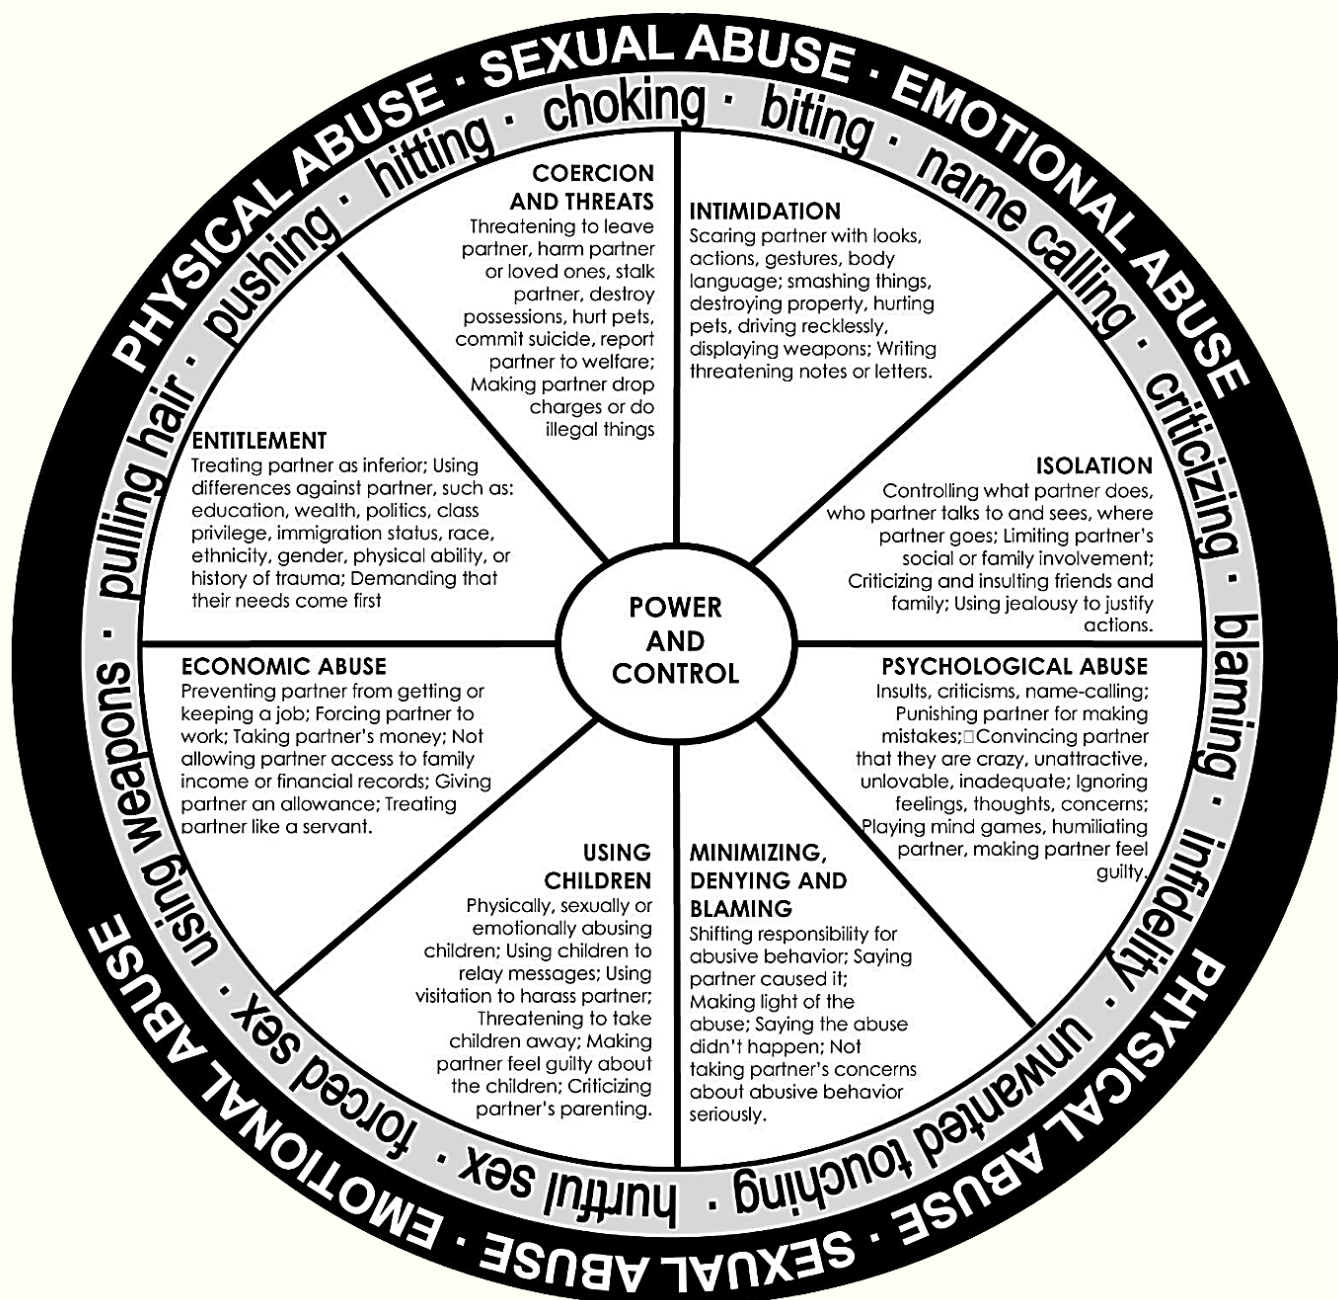 PHYSICAL ABUSE · SEXUAL ABUSE · EMOTIONAL ABUSE
PHYSICAL ABUSE · SEXUAL ABUSE · EMOTIONAL ABUSE
pulling hair · pushing · hitting · choking · biting · name calling · criticizing · blaming · infidelity · unwanted touching · hurtful sex · forced sex · using weapons ·
COERCION
AND THREATS
Threatening to leave
partner, harm partner
or loved ones, stalk
partner, destroy
possessions, hurt pets,
commit suicide, report
partner to welfare;
Making partner drop
charges or do
illegal things
INTIMIDATION
Scaring partner with looks,
actions, gestures, body
language; smashing things,
destroying property, hurting
pets, driving recklessly,
displaying weapons; Writing
threatening notes or letters.
ISOLATION
Controlling what partner does,
who partner talks to and sees, where
partner goes; Limiting partner's
social or family involvement;
Criticizing and insulting friends and
family; Using jealousy to justify
actions.
PSYCHOLOGICAL ABUSE
Insults, criticisms, name-calling;
Punishing partner for making
mistakes;□Convincing partner
that they are crazy, unattractive,
unlovable, inadequate; Ignoring
feelings, thoughts, concerns;
Playing mind games, humiliating
partner, making partner feel
guilty.
MINIMIZING,
DENYING AND
BLAMING
Shifting responsibility for
abusive behavior; Saying
partner caused it;
Making light of the
abuse; Saying the abuse
didn't happen; Not
taking partner's concerns
about abusive behavior
seriously.
USING
CHILDREN
Physically, sexually or
emotionally abusing
children; Using children to
relay messages; Using
visitation to harass partner;
Threatening to take
children away; Making
partner feel guilty about
the children; Criticizing
partner's parenting.
ECONOMIC ABUSE
Preventing partner from getting or
keeping a job; Forcing partner to
work; Taking partner's money; Not
allowing partner access to family
income or financial records; Giving
partner an allowance; Treating
partner like a servant.
ENTITLEMENT
Treating partner as inferior; Using
differences against partner, such as:
education, wealth, politics, class
privilege, immigration status, race,
ethnicity, gender, physical ability, or
history of trauma; Demanding that
their needs come first
POWER
AND
CONTROL